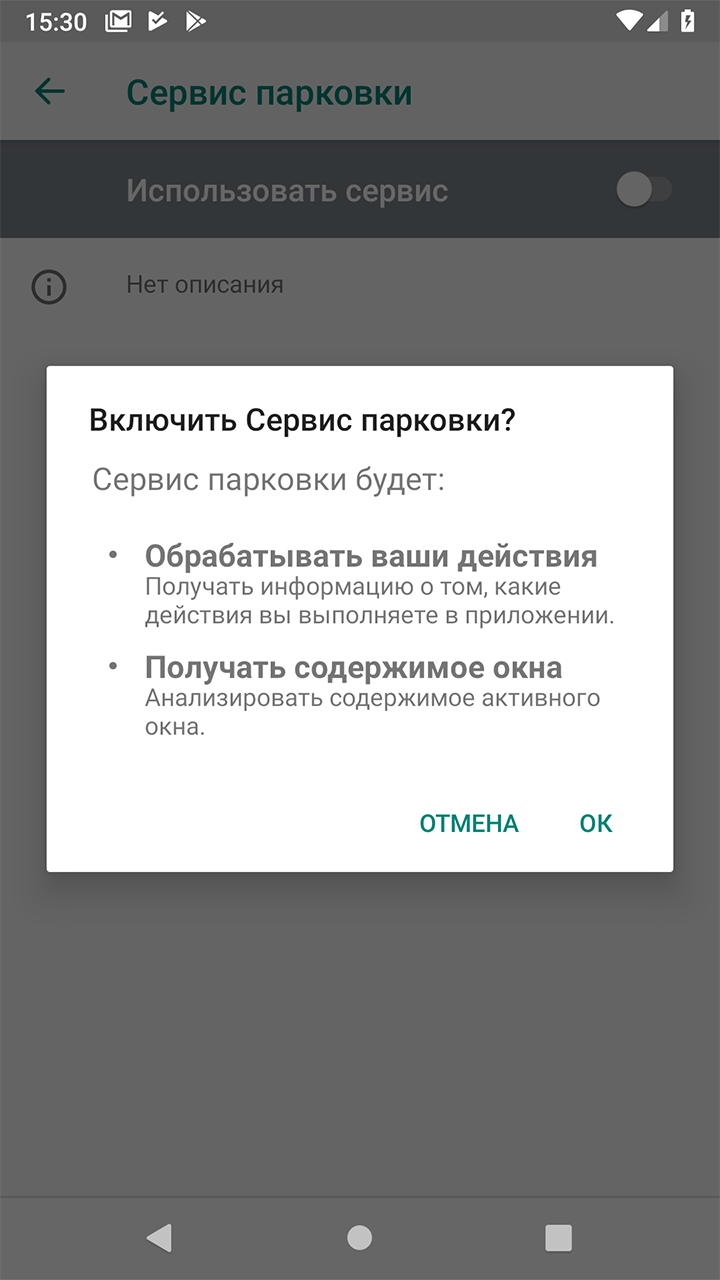 15:30
Сервис парковки
Использовать сервис
Нет описания
Включить Сервис парковки?
Сервис парковки будет:
• Обрабатывать ваши действия
Получать информацию о том, какие
действия вы выполняете в приложении.
• Получать содержимое окна
Анализировать содержимое активного
окна.
ОТМЕНА ОК